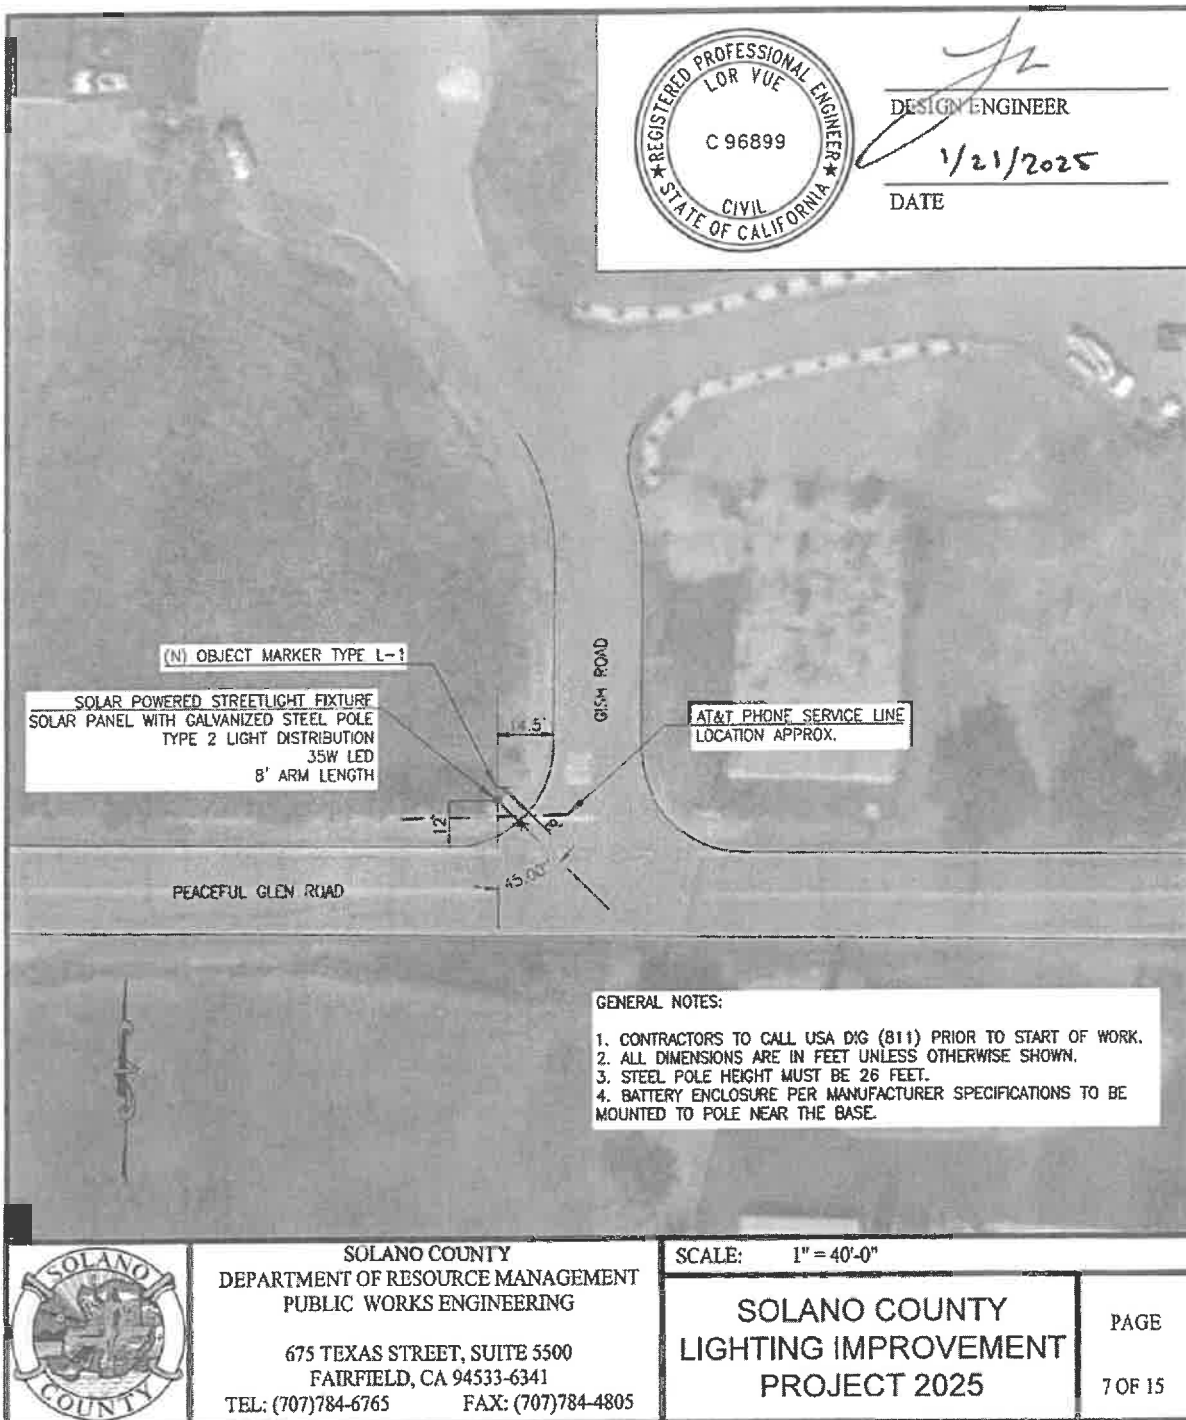 REGISTERED PROFESSIONAL ENGINEER
LOR VUE
C 96899
CIVIL
STATE OF CALIFORNIA
DESIGN ENGINEER
1/21/2025
DATE
(N) OBJECT MARKER TYPE L-1
SOLAR POWERED STREETLIGHT FIXTURE
SOLAR PANEL WITH GALVANIZED STEEL POLE
TYPE 2 LIGHT DISTRIBUTION
35W LED
8' ARM LENGTH
14.5'
GISH ROAD
AT&T PHONE SERVICE LINE
LOCATION APPROX.
12'
45.00°
PEACEFUL GLEN ROAD
GENERAL NOTES:
1. CONTRACTORS TO CALL USA DIG (811) PRIOR TO START OF WORK.
2. ALL DIMENSIONS ARE IN FEET UNLESS OTHERWISE SHOWN.
3. STEEL POLE HEIGHT MUST BE 26 FEET.
4. BATTERY ENCLOSURE PER MANUFACTURER SPECIFICATIONS TO BE
MOUNTED TO POLE NEAR THE BASE.
SOLANO
COUNTY
SOLANO COUNTY
DEPARTMENT OF RESOURCE MANAGEMENT
PUBLIC WORKS ENGINEERING
675 TEXAS STREET, SUITE 5500
FAIRFIELD, CA 94533-6341
TEL: (707)784-6765 FAX: (707)784-4805
SCALE: 1" = 40'-0"
SOLANO COUNTY
LIGHTING IMPROVEMENT
PROJECT 2025
PAGE
7 OF 15